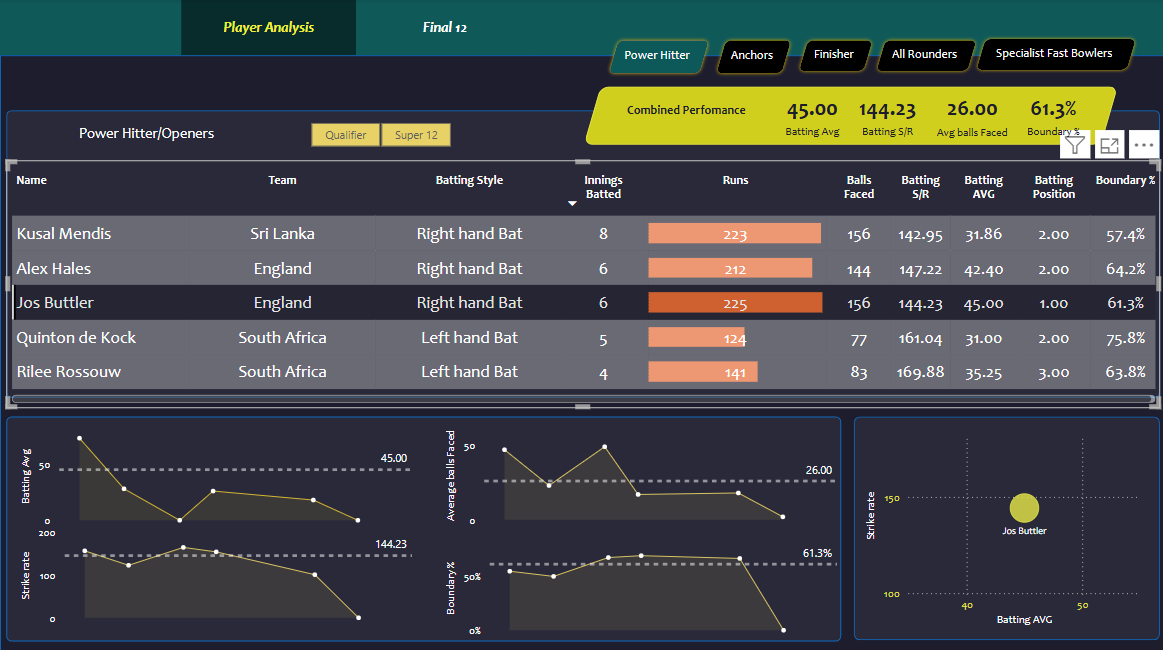 Player Analysis
Final 12
Power Hitter
Anchors
Finisher
All Rounders
Specialist Fast Bowlers
Combined Perfomance
45.00
Batting Avg
144.23
Batting S/R
26.00
Avg balls Faced
61.3%
Boundary %
Power Hitter/Openers
Qualifier
Super 12
Name Team Batting Style Innings Batted Runs Balls Faced Batting S/R Batting AVG Batting Position Boundary %
Kusal Mendis Sri Lanka Right hand Bat 8 223 156 142.95 31.86 2.00 57.4%
Alex Hales England Right hand Bat 6 212 144 147.22 42.40 2.00 64.2%
Jos Buttler England Right hand Bat 6 225 156 144.23 45.00 1.00 61.3%
Quinton de Kock South Africa Left hand Bat 5 124 77 161.04 31.00 2.00 75.8%
Rilee Rossouw South Africa Left hand Bat 4 141 83 169.88 35.25 3.00 63.8%
Batting Avg
50
0
45.00
Strike rate
200
100
0
144.23
Average balls Faced
50
0
26.00
Boundary %
50%
0%
61.3%
Strike rate
150
100
Jos Buttler
40
50
Batting AVG